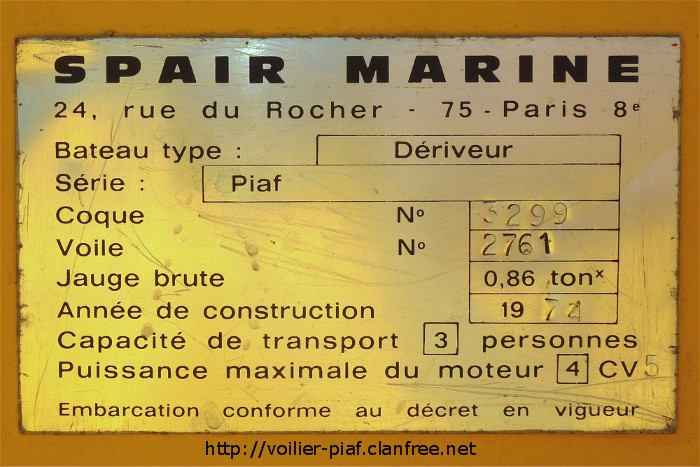 SPAIR MARINE
24, rue du Rocher - 75 - Paris 8e
Bateau type : Dériveur
Série : Piaf
Coque No 3299
Voile No 2761
Jauge brute 0,86 tonx
Année de construction 1974
Capacité de transport 3 personnes
Puissance maximale du moteur 4 CV 5
Embarcation conforme au décret en vigueur
http://voilier-piaf.clanfree.net